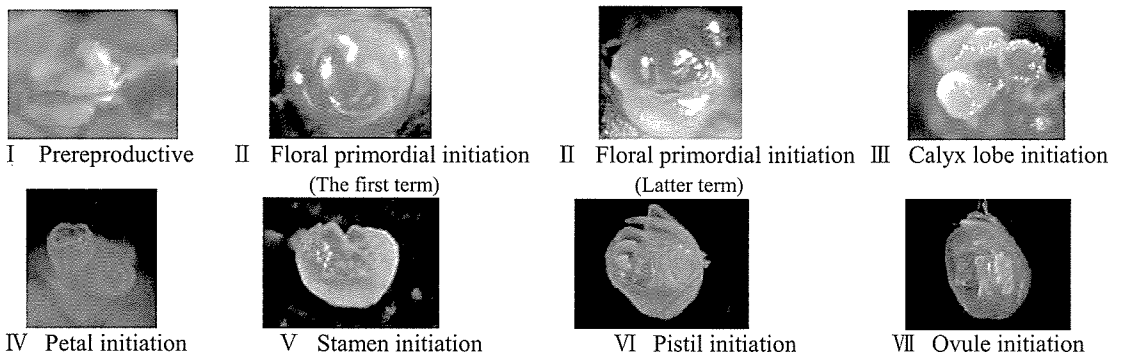 Ⅰ Prereproductive
Ⅱ Floral primordial initiation
(The first term)
Ⅱ Floral primordial initiation
(Latter term)
Ⅲ Calyx lobe initiation
Ⅳ Petal initiation
Ⅴ Stamen initiation
Ⅵ Pistil initiation
Ⅶ Ovule initiation